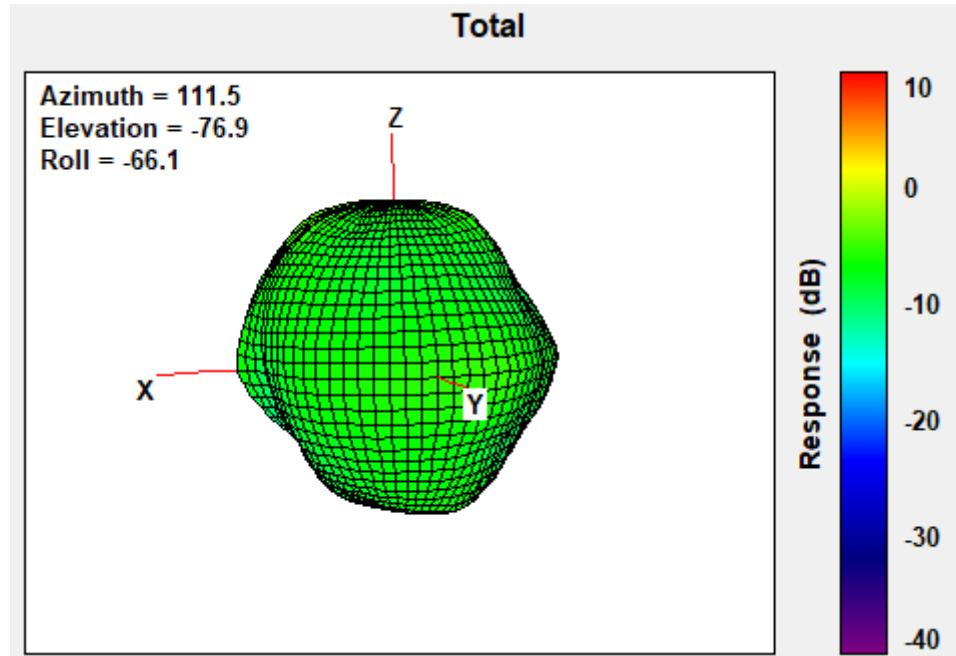 Total
Azimuth = 111.5
Elevation = -76.9
Roll = -66.1
Z
X
Y
10
0
-10
-20
-30
-40
Response (dB)